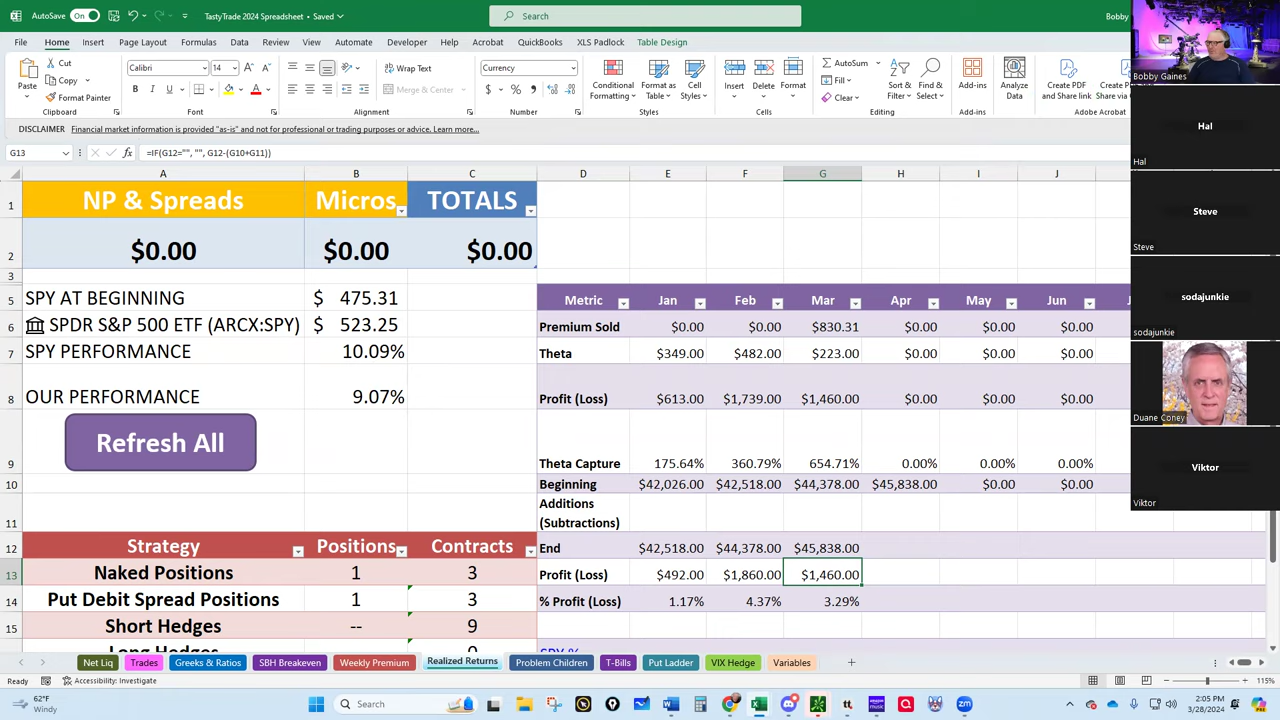 AutoSave On TastyTrade 2024 Spreadsheet • Saved Search Bobby
File Home Insert Page Layout Formulas Data Review View Automate Developer Help Acrobat QuickBooks XLS Padlock Table Design
Paste Cut Copy Format Painter Clipboard
Calibri 14 B I U Font
Wrap Text Merge & Center Alignment
Currency $ % Number
Conditional Formatting Format as Table Cell Styles Styles
Insert Delete Format Cells
AutoSum Fill Clear Sort & Filter Find & Select Editing
Add-ins Add-ins
Analyze Data
Create PDF and Share link Adobe Acrobat
DISCLAIMER Financial market information is provided "as-is" and not for professional or trading purposes or advice. Learn more...
G13 fx =IF(G12="", "", G12-(G10+G11))
A B C D E F G H I J
1 NP & Spreads Micros TOTALS
2 $0.00 $0.00 $0.00
3
5 SPY AT BEGINNING $ 475.31 Metric Jan Feb Mar Apr May Jun
6 SPDR S&P 500 ETF (ARCX:SPY) $ 523.25 Premium Sold $0.00 $0.00 $830.31 $0.00 $0.00 $0.00
7 SPY PERFORMANCE 10.09% Theta $349.00 $482.00 $223.00 $0.00 $0.00 $0.00
8 OUR PERFORMANCE 9.07% Profit (Loss) $613.00 $1,739.00 $1,460.00 $0.00 $0.00 $0.00
Refresh All
9 Theta Capture 175.64% 360.79% 654.71% 0.00% 0.00% 0.00%
10 Beginning $42,026.00 $42,518.00 $44,378.00 $45,838.00 $0.00 $0.00
11 Additions
(Subtractions)
12 Strategy Positions Contracts End $42,518.00 $44,378.00 $45,838.00
13 Naked Positions 1 3 Profit (Loss) $492.00 $1,860.00 $1,460.00
14 Put Debit Spread Positions 1 3 % Profit (Loss) 1.17% 4.37% 3.29%
15 Short Hedges -- 9
Net Liq Trades Greeks & Ratios SBH Breakeven Weekly Premium Realized Returns Problem Children T-Bills Put Ladder VIX Hedge Variables
Ready Accessibility: Investigate 115%
62°F
Windy
Search
2:05 PM
3/28/2024
Bobby Gaines
Hal
Hal
Steve
Steve
sodajunkie
sodajunkie
Duane Coney
Viktor
Viktor